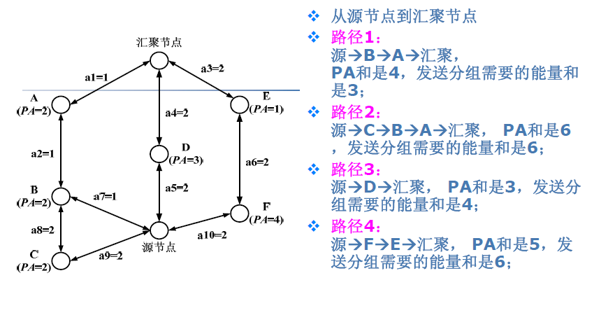 汇聚节点
a1=1
a3=2
A
(PA=2)
E
(PA=1)
a4=2
a2=1
D
(PA=3)
a6=2
B
(PA=2)
a7=1
a5=2
F
(PA=4)
a8=2
源节点
a10=2
C
(PA=2)
a9=2
从源节点到汇聚节点
路径1:
源→B→A→汇聚,
PA和是4,发送分组需要的能量和
是3;
路径2:
源→C→B→A→汇聚, PA和是6
,发送分组需要的能量和是6;
路径3:
源→D→汇聚, PA和是3,发送分
组需要的能量和是4;
路径4:
源→F→E→汇聚, PA和是5,发
送分组需要的能量和是6;